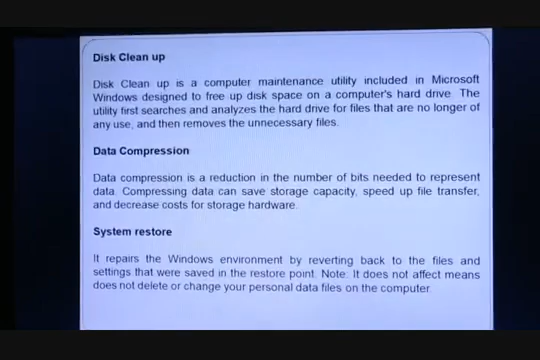 Disk Clean up
Disk Clean up is a computer maintenance utility included in Microsoft
Windows designed to free up disk space on a computer's hard drive. The
utility first searches and analyzes the hard drive for files that are no longer of
any use, and then removes the unnecessary files.
Data Compression
Data compression is a reduction in the number of bits needed to represent
data. Compressing data can save storage capacity, speed up file transfer,
and decrease costs for storage hardware.
System restore
It repairs the Windows environment by reverting back to the files and
settings that were saved in the restore point. Note: It does not affect means
does not delete or change your personal data files on the computer.